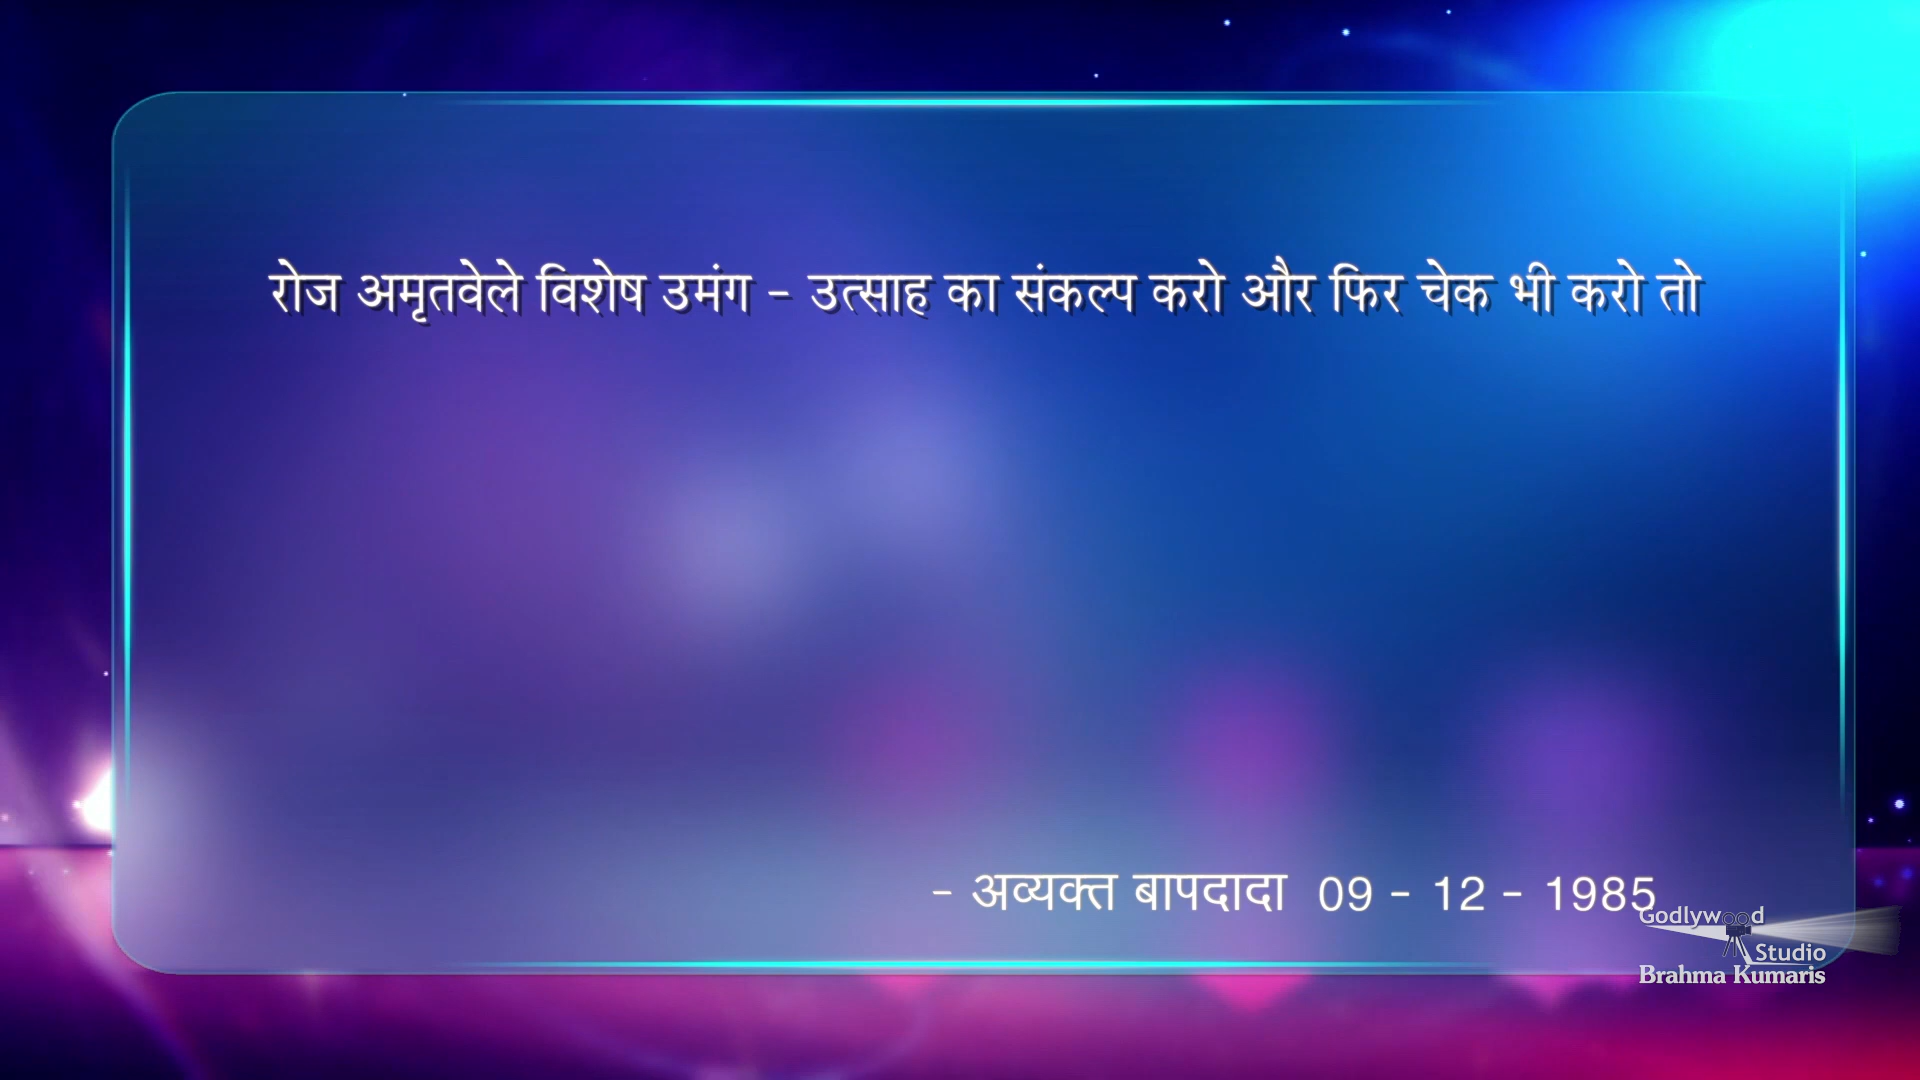 रोज अमृतवेले विशेष उमंग - उत्साह का संकल्प करो और फिर चेक भी करो तो
- अव्यक्त बापदादा 09 - 12 - 1985
Godlywood
Studio
Brahma Kumaris